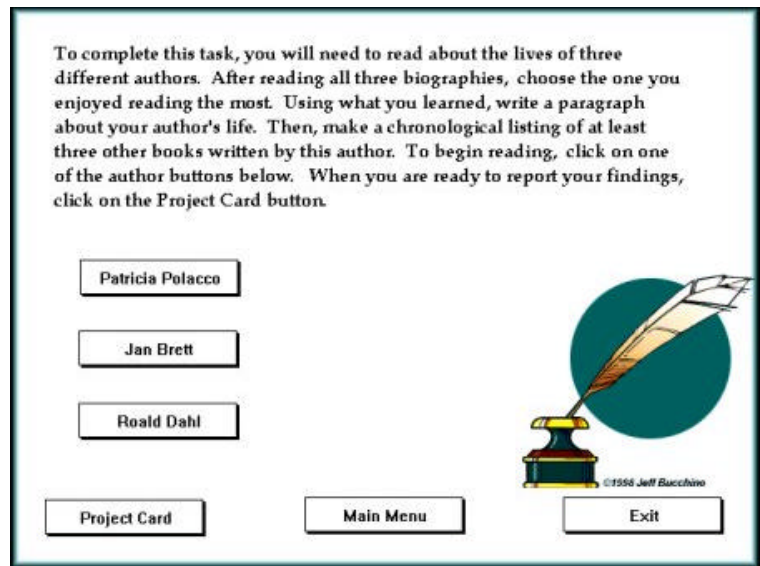 To complete this task, you will need to read about the lives of three
different authors.  After reading all three biographies, choose the one you
enjoyed reading the most.  Using what you learned, write a paragraph
about your author's life.  Then, make a chronological listing of at least
three other books written by this author.  To begin reading, click on one
of the author buttons below.  When you are ready to report your findings,
click on the Project Card button.
Patricia Polacco
Jan Brett
Roald Dahl
©1998 Jeff Bucchino
Project Card
Main Menu
Exit